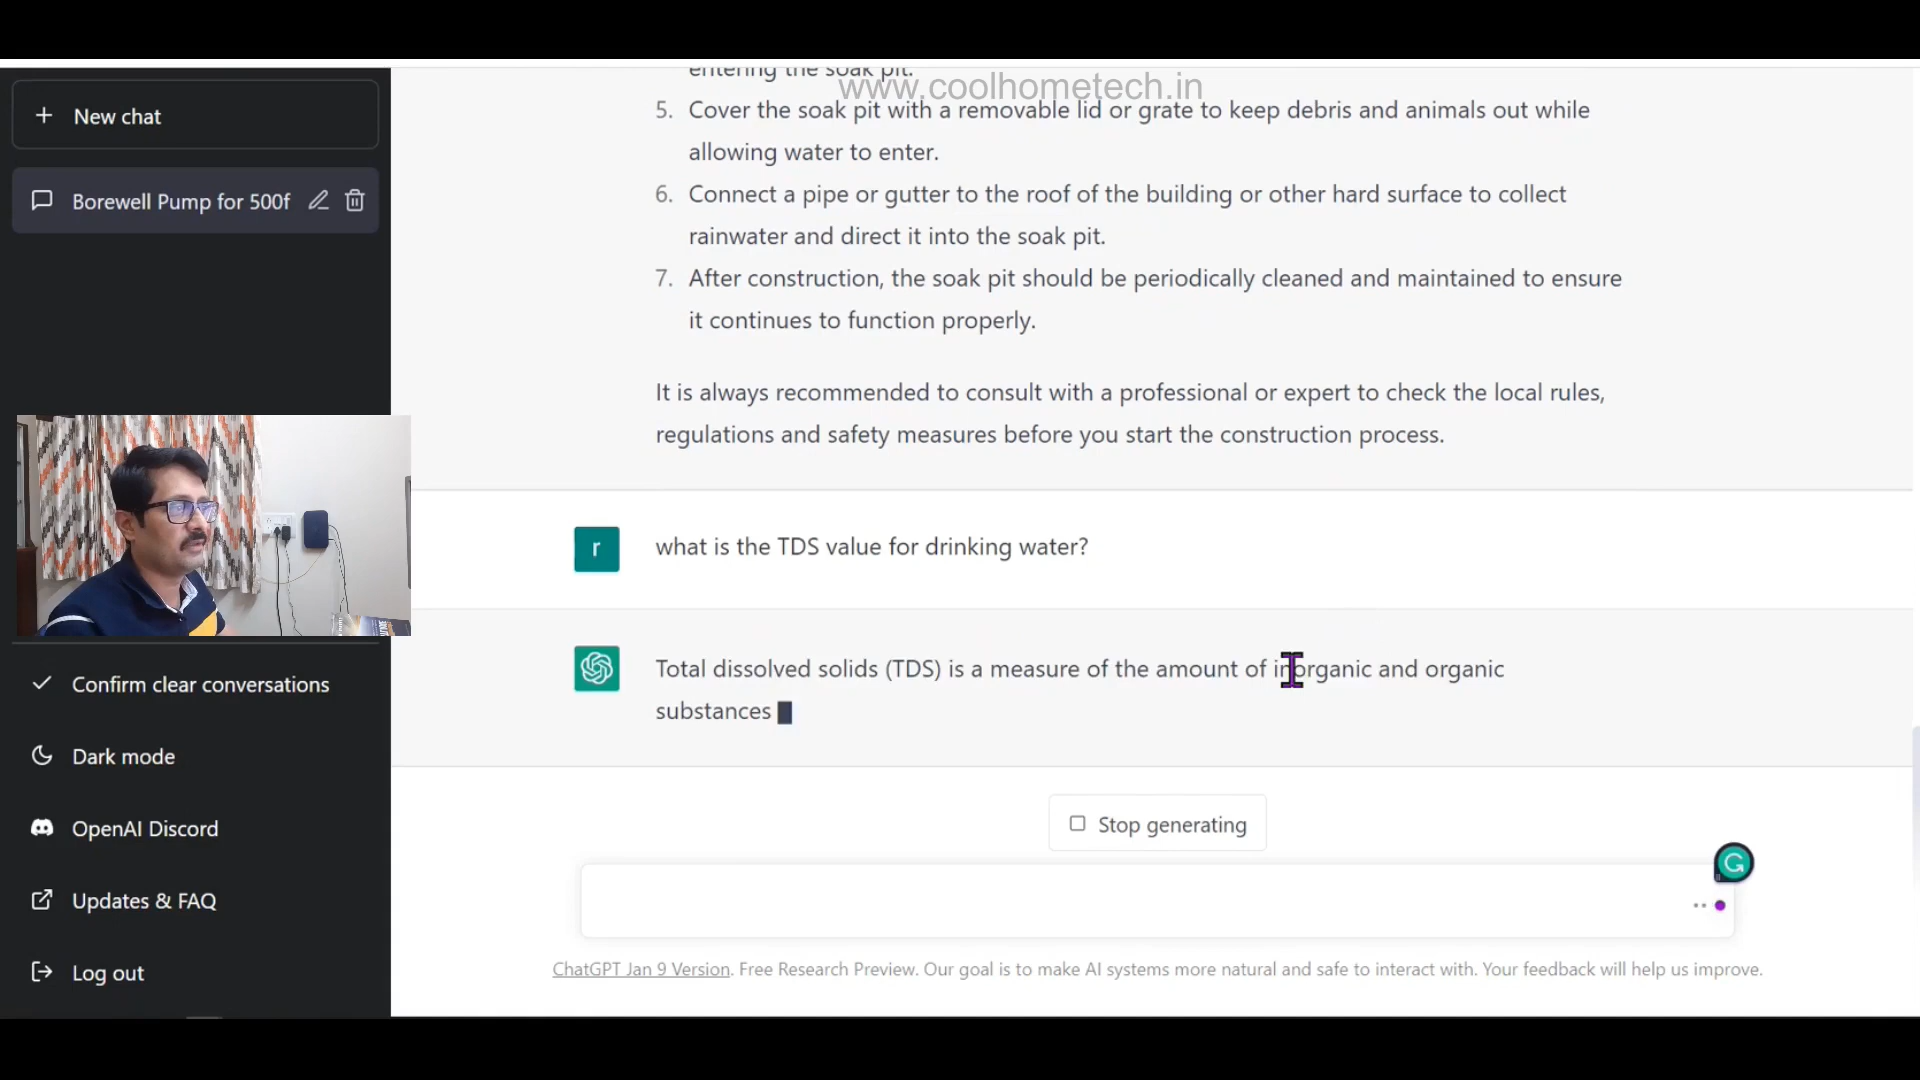 www.coolhometech.in
entering the soak pit.
5. Cover the soak pit with a removable lid or grate to keep debris and animals out while
allowing water to enter.
6. Connect a pipe or gutter to the roof of the building or other hard surface to collect
rainwater and direct it into the soak pit.
7. After construction, the soak pit should be periodically cleaned and maintained to ensure
it continues to function properly.
It is always recommended to consult with a professional or expert to check the local rules,
regulations and safety measures before you start the construction process.
r
what is the TDS value for drinking water?
Total dissolved solids (TDS) is a measure of the amount of inorganic and organic
substances
Stop generating
G
ChatGPT Jan 9 Version. Free Research Preview. Our goal is to make AI systems more natural and safe to interact with. Your feedback will help us improve.
+ New chat
Borewell Pump for 500f
Confirm clear conversations
Dark mode
OpenAI Discord
Updates & FAQ
Log out